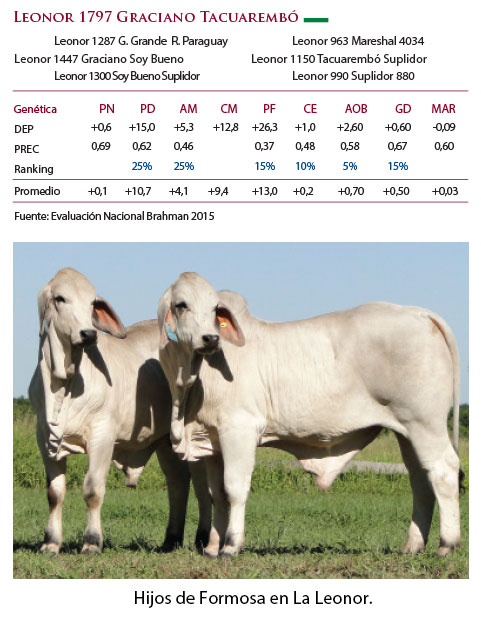 Leonor 1797 Graciano Tacuarembó
Leonor 1287 G. Grande R. Paraguay Leonor 963 Mareshal 4034
Leonor 1447 Graciano Soy Bueno Leonor 1150 Tacuarembó Suplidor
Leonor 1300 Soy Bueno Suplidor Leonor 990 Suplidor 880
Genética PN PD AM CM PF CE AOB GD MAR
DEP +0,6 +15,0 +5,3 +12,8 +26,3 +1,0 +2,60 +0,60 -0,09
PREC 0,69 0,62 0,46 0,37 0,48 0,58 0,67 0,60
Ranking 25% 25% 15% 10% 5% 15%
Promedio +0,1 +10,7 +4,1 +9,4 +13,0 +0,2 +0,70 +0,50 +0,03
Fuente: Evaluación Nacional Brahman 2015
Hijos de Formosa en La Leonor.